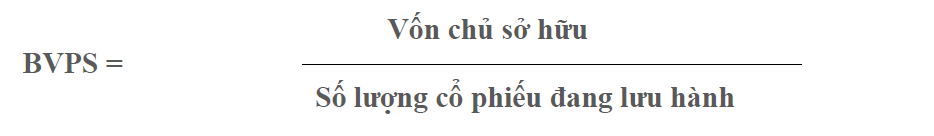 Vốn chủ sở hữu
BVPS =
Số lượng cổ phiếu đang lưu hành